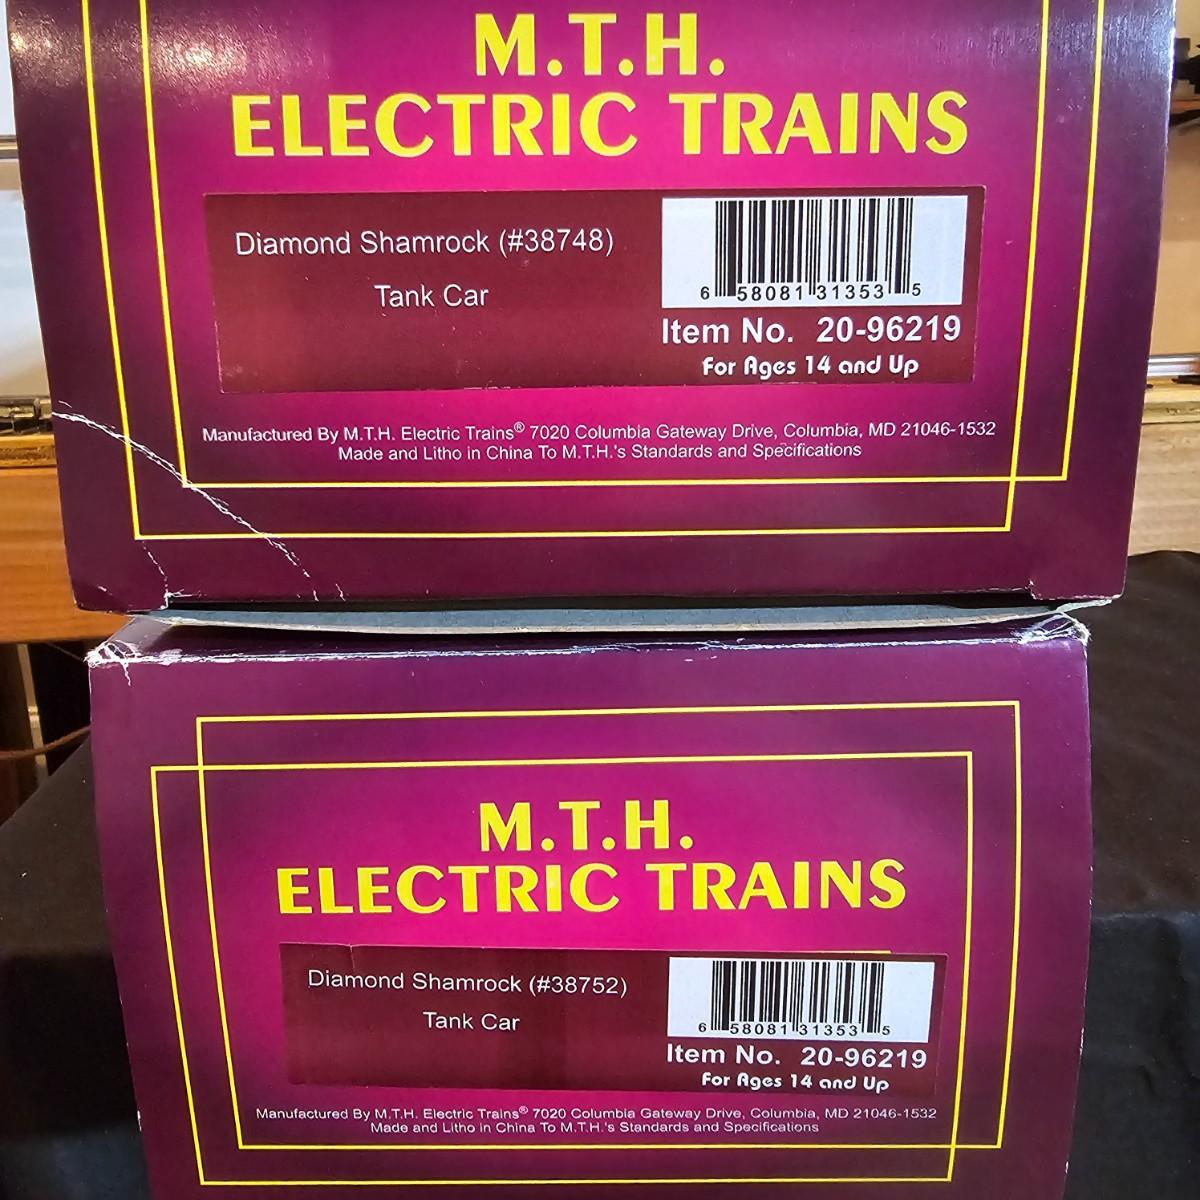 M.T.H.
ELECTRIC TRAINS
Diamond Shamrock (#38748)
Tank Car
6 58081 31353 5
Item No. 20-96219
For Ages 14 and Up
Manufactured By M.T.H. Electric Trains® 7020 Columbia Gateway Drive, Columbia, MD 21046-1532
Made and Litho in China To M.T.H.'s Standards and Specifications
M.T.H.
ELECTRIC TRAINS
Diamond Shamrock (#38752)
Tank Car
6 58081 31353 5
Item No. 20-96219
For Ages 14 and Up
Manufactured By M.T.H. Electric Trains® 7020 Columbia Gateway Drive, Columbia, MD 21046-1532
Made and Litho in China To M.T.H.'s Standards and Specifications